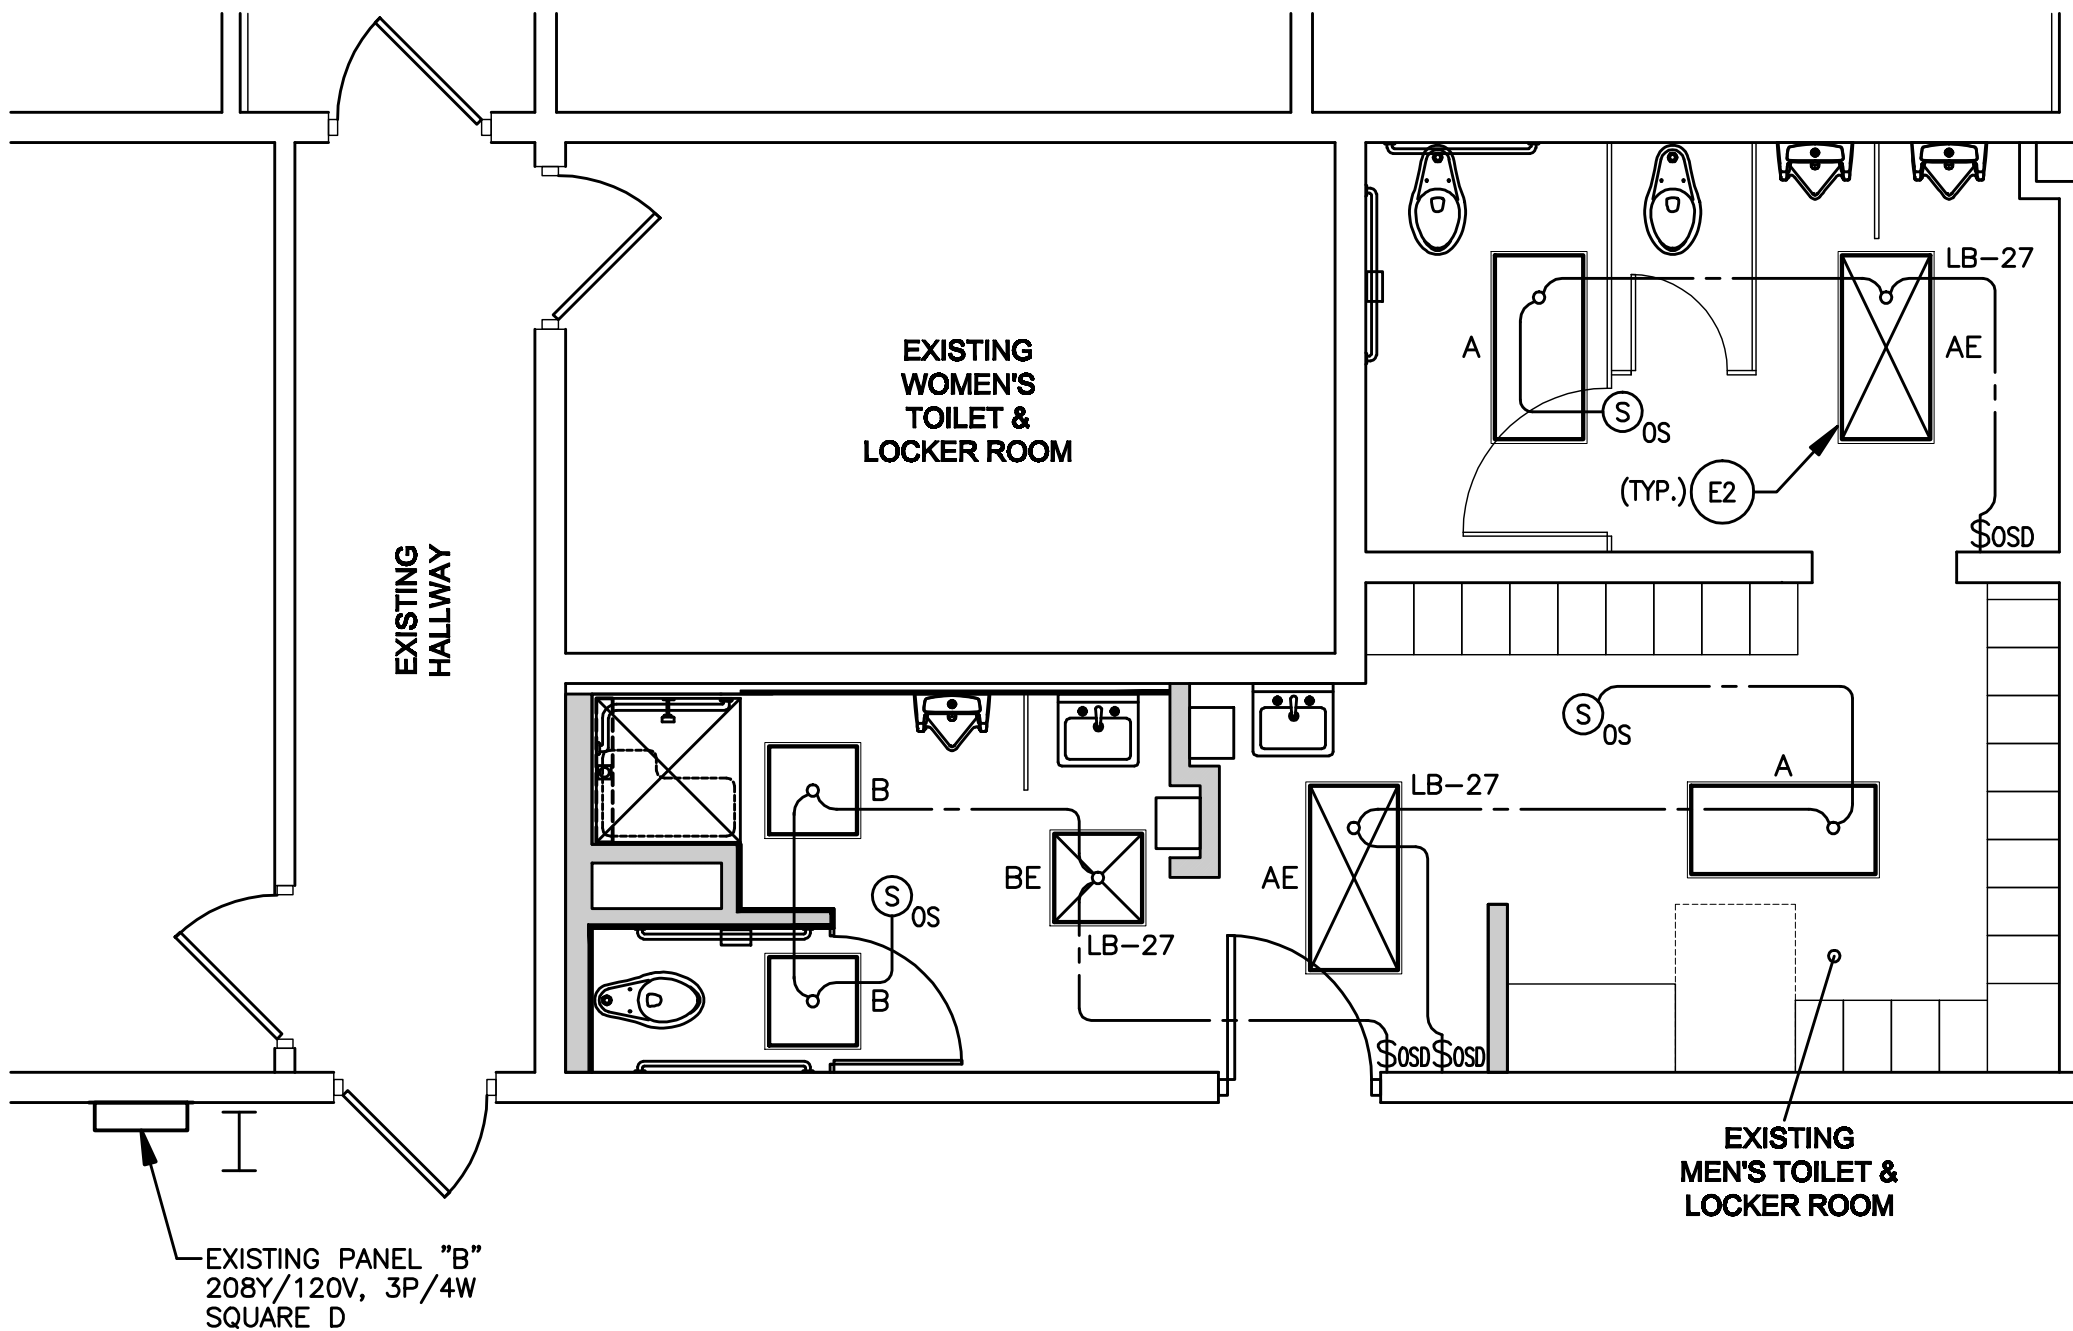 LB-27
EXISTING
WOMEN'S
TOILET &
LOCKER ROOM
A
AE
S
OS
(TYP.) E2
$OSD
EXISTING
HALLWAY
S
OS
A
LB-27
B
BE
AE
S
OS
LB-27
B
$OSD $OSD
EXISTING
MEN'S TOILET &
LOCKER ROOM
EXISTING PANEL "B"
208Y/120V, 3P/4W
SQUARE D